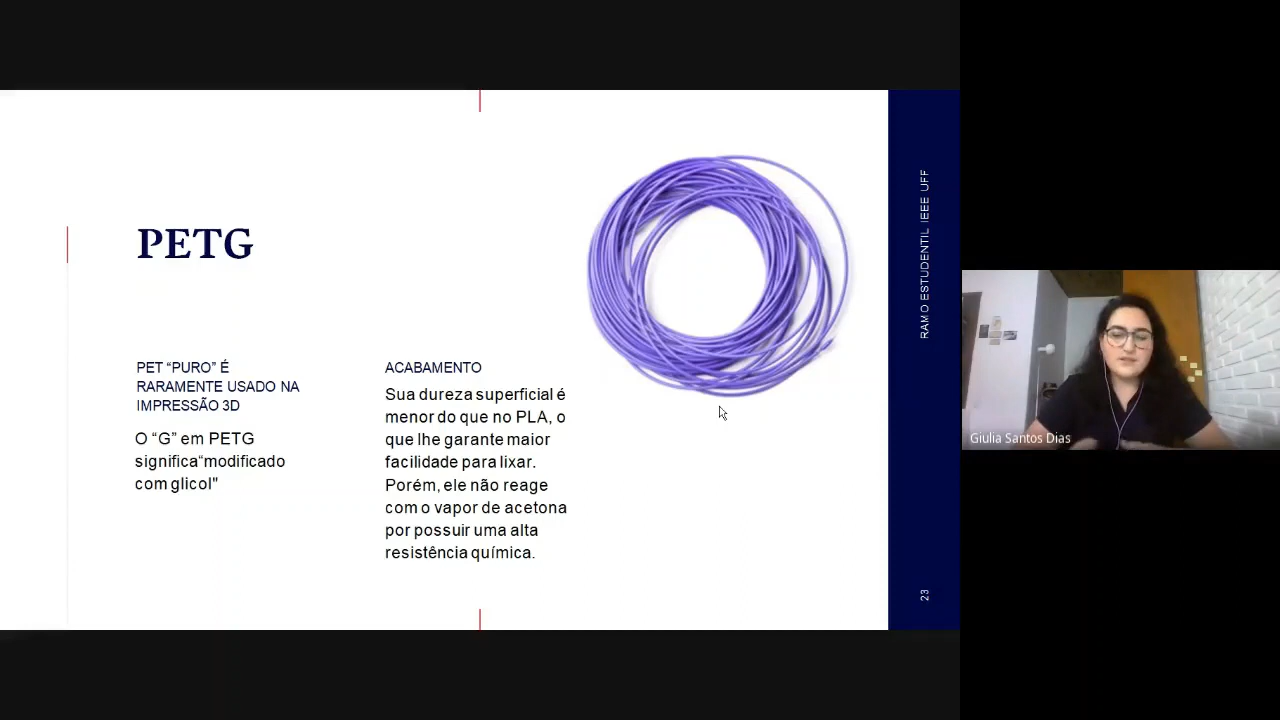 PETG
PET “PURO” É
RARAMENTE USADO NA
IMPRESSÃO 3D
O “G” em PETG
significa“modificado
com glicol"
ACABAMENTO
Sua dureza superficial é
menor do que no PLA, o
que lhe garante maior
facilidade para lixar.
Porém, ele não reage
com o vapor de acetona
por possuir uma alta
resistência química.
RAMO ESTUDENTIL IEEE UFF
23
Giulia Santos Dias